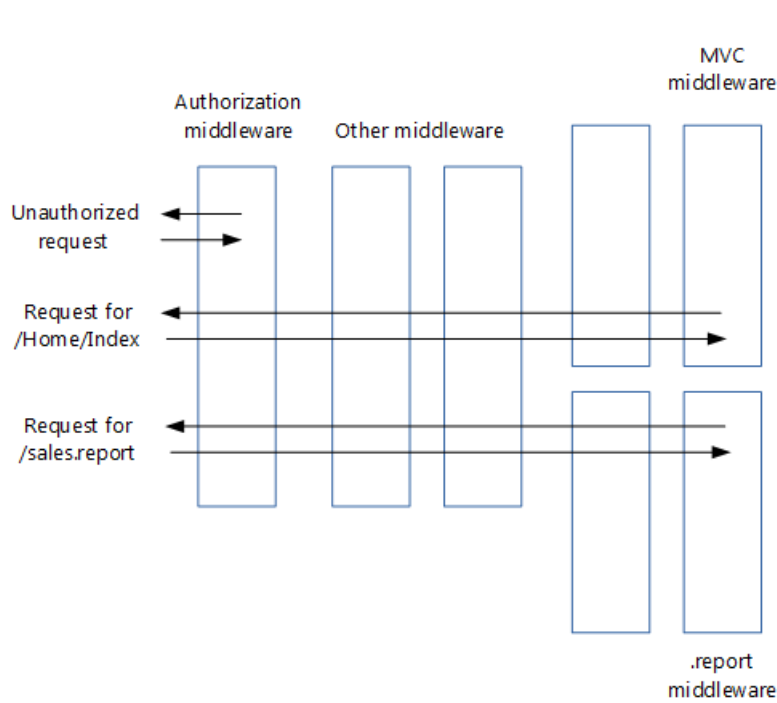 MVC
middleware
Authorization
middleware
Other middleware
Unauthorized
request
Request for
/Home/Index
Request for
/sales.report
.report
middleware